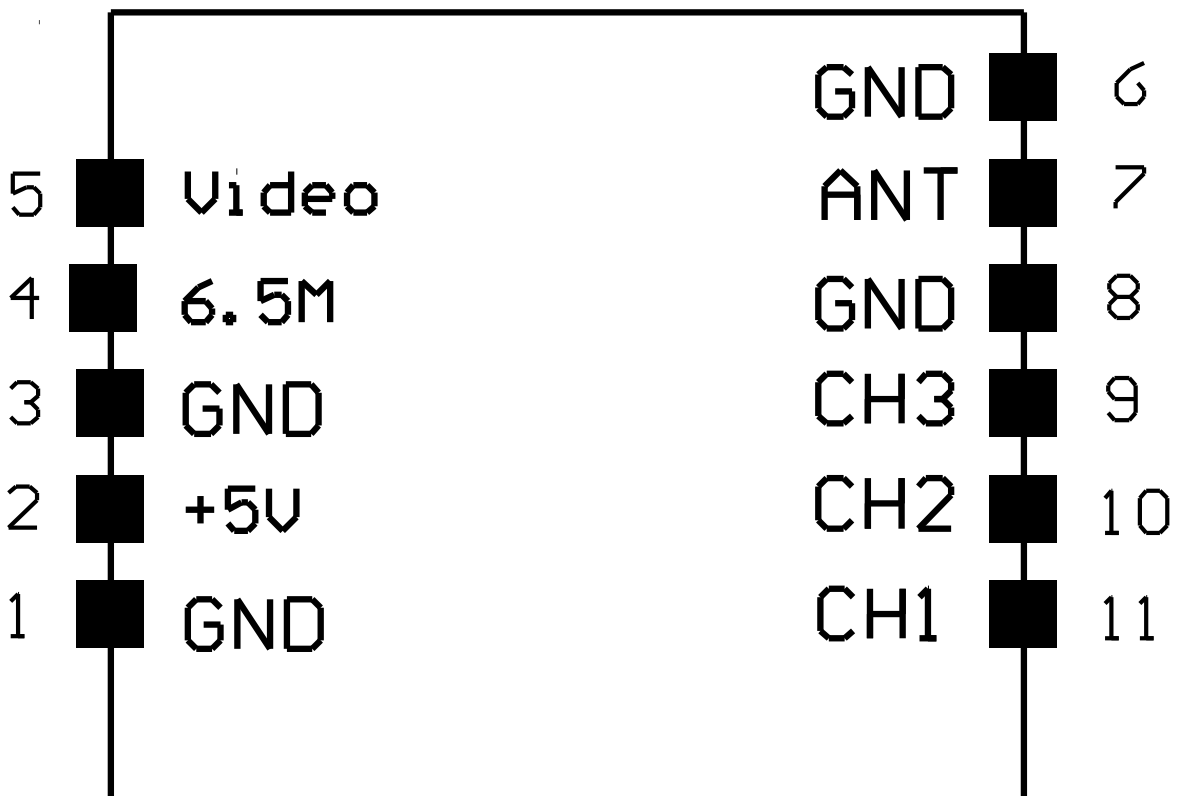 GND 6
5 Video ANT 7
4 6.5M GND 8
3 GND CH3 9
2 +5V CH2 10
1 GND CH1 11